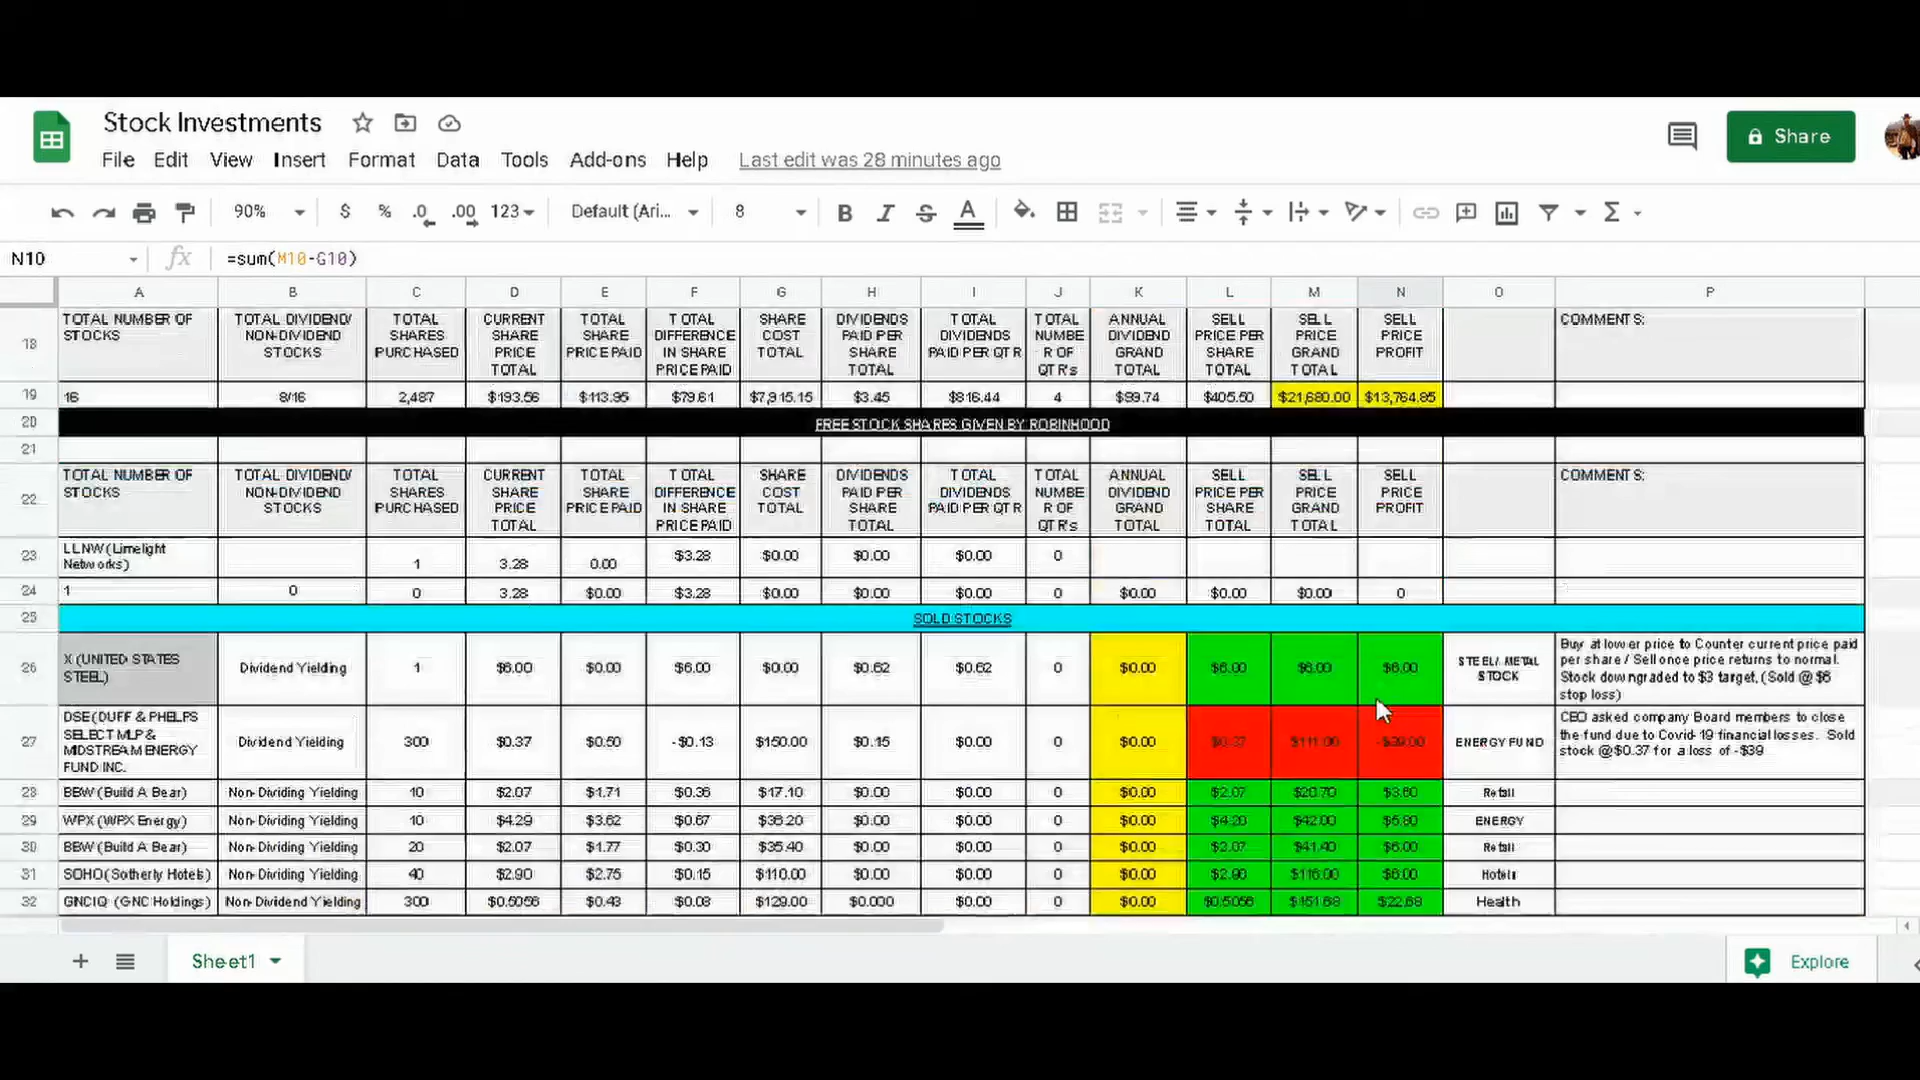 Stock Investments
File Edit View Insert Format Data Tools Add-ons Help Last edit was 28 minutes ago
Share
90% $ % .0 .00 123 Default (Ari... 8 B I S A Σ
N10 fx =sum(M10-G10)
A B C D E F G H I J K L M N O P
18 TOTAL NUMBER OF STOCKS TOTAL DIVIDEND/ NON-DIVIDEND STOCKS TOTAL SHARES PURCHASED CURRENT SHARE PRICE TOTAL TOTAL SHARE PRICE PAID TOTAL DIFFERENCE IN SHARE PRICE PAID SHARE COST TOTAL DIVIDENDS PAID PER SHARE TOTAL TOTAL DIVIDENDS PAID PER QTR TOTAL NUMBER OF QTR's ANNUAL DIVIDEND GRAND TOTAL SELL PRICE PER SHARE TOTAL SELL PRICE GRAND TOTAL SELL PRICE PROFIT COMMENTS:
19 16 8/16 2,487 $193.56 $113.95 $79.61 $7,915.15 $3.45 $816.44 4 $99.74 $405.50 $21,680.00 $13,764.85
20 FREE STOCK SHARES GIVEN BY ROBINHOOD
21
22 TOTAL NUMBER OF STOCKS TOTAL DIVIDEND/ NON-DIVIDEND STOCKS TOTAL SHARES PURCHASED CURRENT SHARE PRICE TOTAL TOTAL SHARE PRICE PAID TOTAL DIFFERENCE IN SHARE PRICE PAID SHARE COST TOTAL DIVIDENDS PAID PER SHARE TOTAL TOTAL DIVIDENDS PAID PER QTR TOTAL NUMBER OF QTR's ANNUAL DIVIDEND GRAND TOTAL SELL PRICE PER SHARE TOTAL SELL PRICE GRAND TOTAL SELL PRICE PROFIT COMMENTS:
23 LLNW (Limelight Networks) 1 3.28 0.00 $3.28 $0.00 $0.00 $0.00 0
24 1 0 0 3.28 $0.00 $3.28 $0.00 $0.00 $0.00 0 $0.00 $0.00 $0.00 0
25 SOLD STOCKS
26 X (UNITED STATES STEEL) Dividend Yielding 1 $6.00 $0.00 $6.00 $0.00 $0.62 $0.62 0 $0.00 $6.00 $6.00 $6.00 STEEL/ METAL STOCK Buy at lower price to Counter current price paid per share / Sell once price returns to normal. Stock downgraded to $3 target, (Sold @ $6 stop loss)
27 DSE (DUFF & PHELPS SELECT MLP & MIDSTREAM ENERGY FUND INC. Dividend Yielding 300 $0.37 $0.50 -$0.13 $150.00 $0.15 $0.00 0 $0.00 $0.37 $111.00 -$39.00 ENERGY FUND CEO asked company Board members to close the fund due to Covid-19 financial losses. Sold stock @ $0.37 for a loss of -$39
28 BBW (Build A Bear) Non-Dividing Yielding 10 $2.07 $1.71 $0.36 $17.10 $0.00 $0.00 0 $0.00 $2.07 $20.70 $3.60 Retail
29 WPX (WPX Energy) Non-Dividing Yielding 10 $4.29 $3.62 $0.67 $36.20 $0.00 $0.00 0 $0.00 $4.20 $42.00 $5.80 ENERGY
30 BBW (Build A Bear) Non-Dividing Yielding 20 $2.07 $1.77 $0.30 $35.40 $0.00 $0.00 0 $0.00 $2.07 $41.40 $6.00 Retail
31 SOHO (Sotherly Hotels) Non-Dividing Yielding 40 $2.90 $2.75 $0.15 $110.00 $0.00 $0.00 0 $0.00 $2.90 $116.00 $6.00 Hotels
32 GNCIQ (GNC Holdings) Non-Dividend Yielding 300 $0.5056 $0.43 $0.08 $129.00 $0.000 $0.00 0 $0.00 $0.5056 $151.68 $22.68 Health
Sheet1 Explore